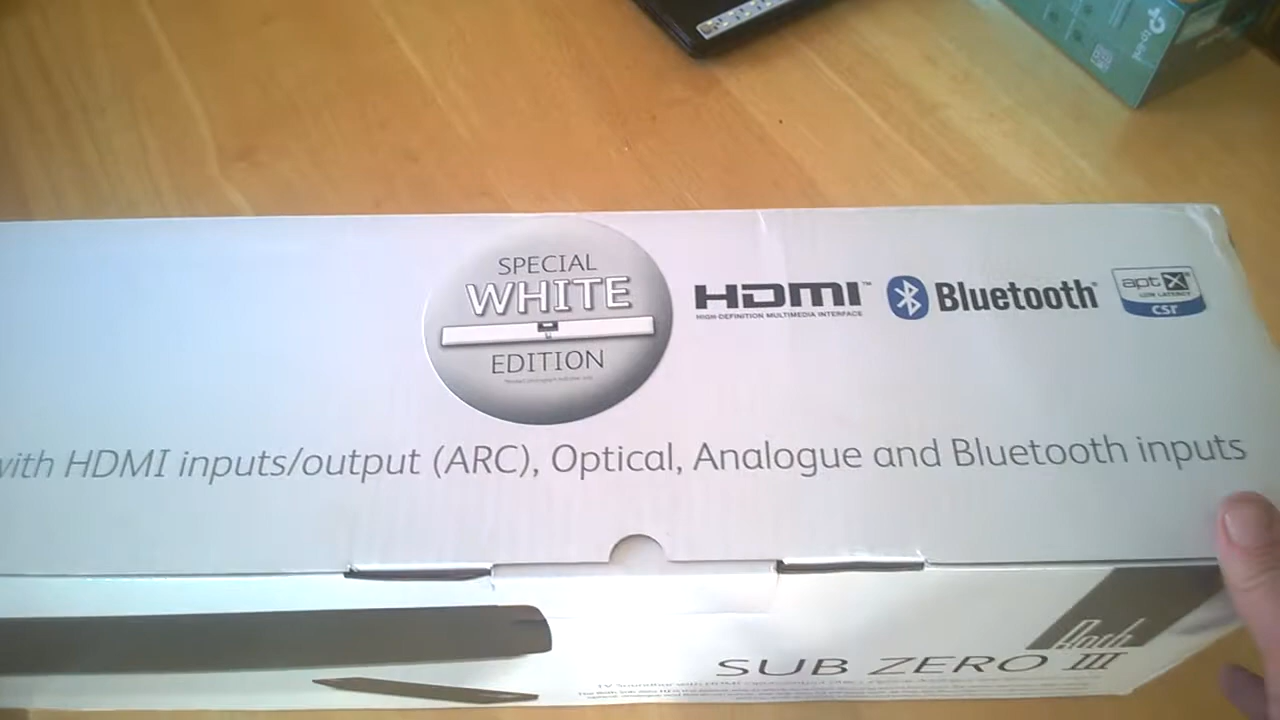 SPECIAL
WHITE
EDITION
HDMI™
HIGH-DEFINITION MULTIMEDIA INTERFACE
Bluetooth®
aptX®
LOW LATENCY
CSR
with HDMI inputs/output (ARC), Optical, Analogue and Bluetooth inputs
Roth
SUB ZERO III